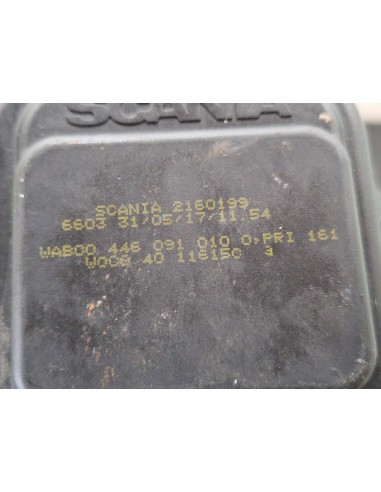 SCANIA
SCANIA 2160199
6603 31/05/17/11.54
WABCO 446 091 010 0,PRI 161
WOCO 40 116150 3